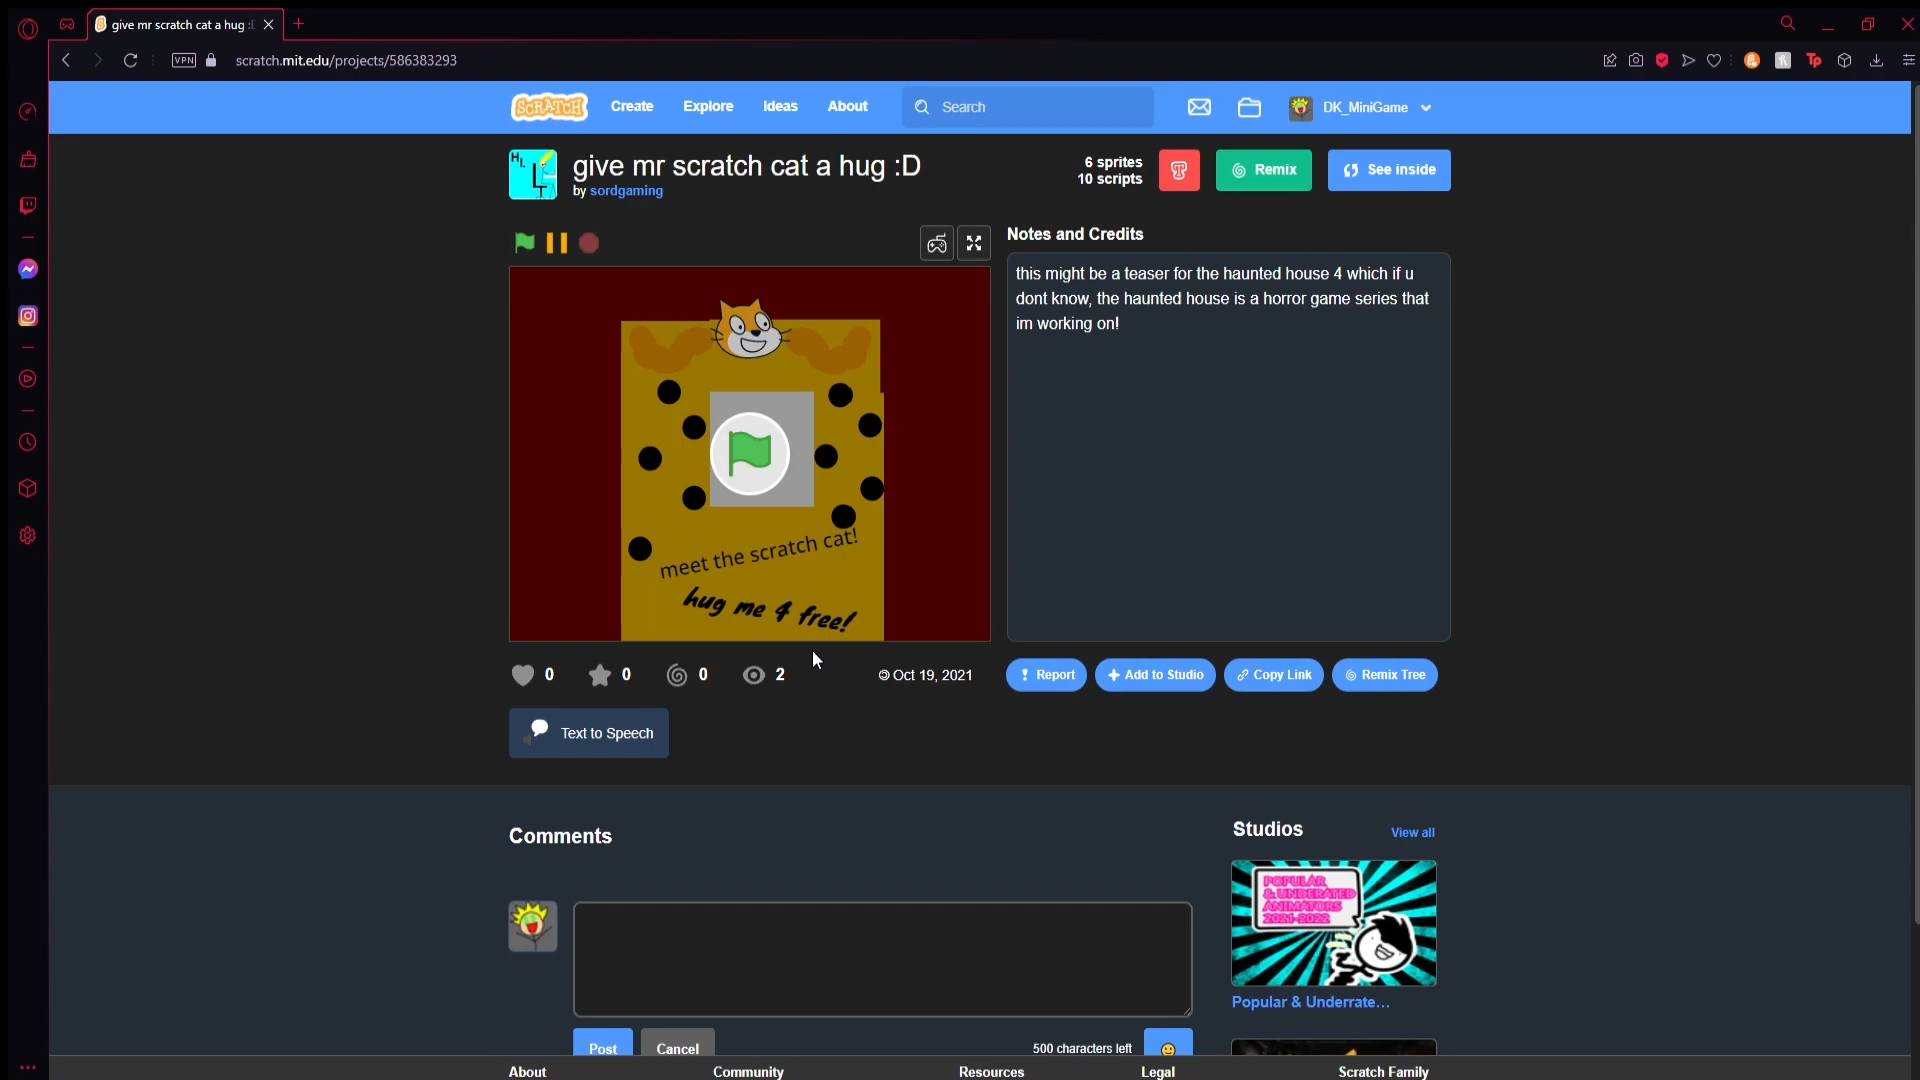 give mr scratch cat a hug :(
VPN
scratch.mit.edu/projects/586383293
Tp
SCRATCH
Create
Explore
Ideas
About
Search
DK_MiniGame
HI.
give mr scratch cat a hug :D
by sordgaming
6 sprites
10 scripts
Remix
See inside
Notes and Credits
this might be a teaser for the haunted house 4 which if u
dont know, the haunted house is a horror game series that
im working on!
meet the scratch cat!
hug me 4 free!
0
0
0
2
© Oct 19, 2021
Report
Add to Studio
Copy Link
Remix Tree
Text to Speech
Comments
Studios
View all
POPULAR
& UNDERATED
ANIMATORS
2021-2022
Popular & Underrate...
Post
Cancel
500 characters left
About
Community
Resources
Legal
Scratch Family